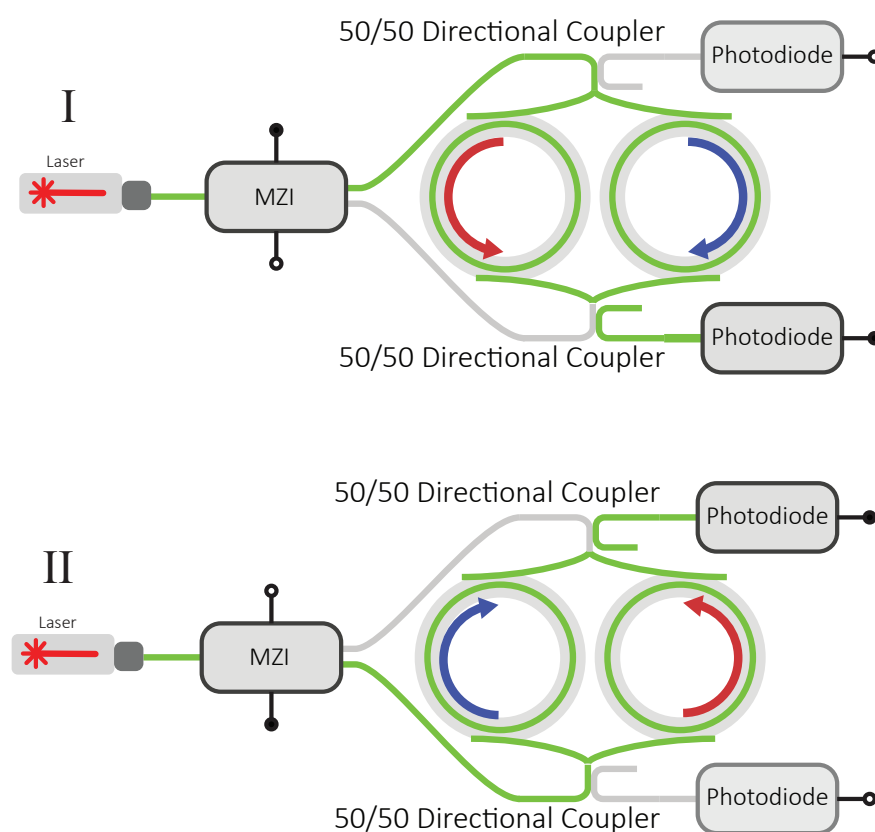 50/50 Directional Coupler
Photodiode
I
Laser
MZI
Photodiode
50/50 Directional Coupler
50/50 Directional Coupler
Photodiode
II
Laser
MZI
Photodiode
50/50 Directional Coupler